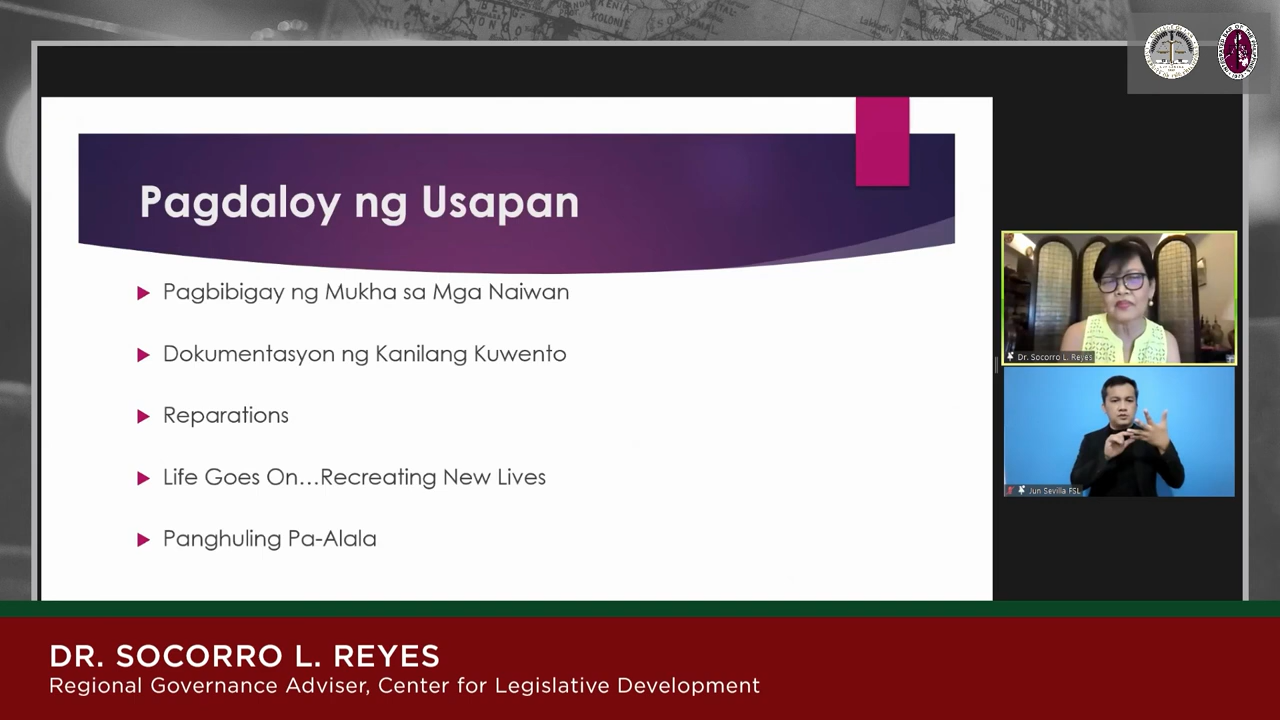 Pagdaloy ng Usapan
Pagbibigay ng Mukha sa Mga Naiwan
Dokumentasyon ng Kanilang Kuwento
Reparations
Life Goes On...Recreating New Lives
Panghuling Pa-Alala
Dr. Socorro L. Reyes
Jun Sevilla FSL
DR. SOCORRO L. REYES
Regional Governance Adviser, Center for Legislative Development